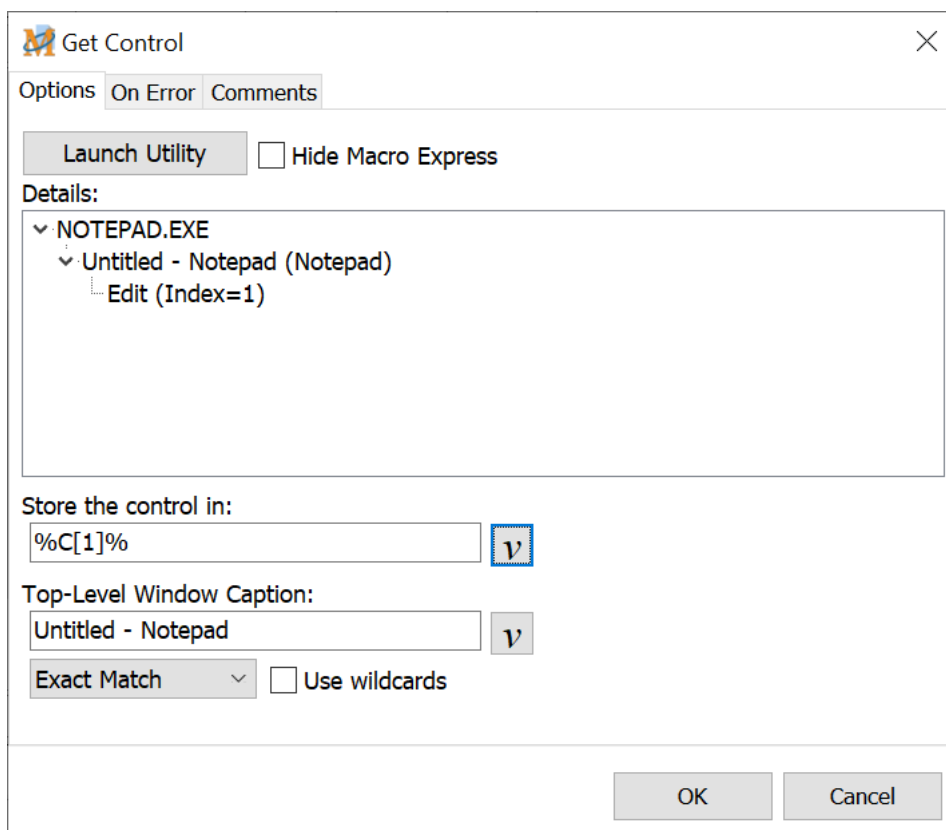 Get Control
Options On Error Comments
Launch Utility Hide Macro Express
Details:
NOTEPAD.EXE
Untitled - Notepad (Notepad)
Edit (Index=1)
Store the control in:
%C[1]% v
Top-Level Window Caption:
Untitled - Notepad v
Exact Match Use wildcards
OK Cancel